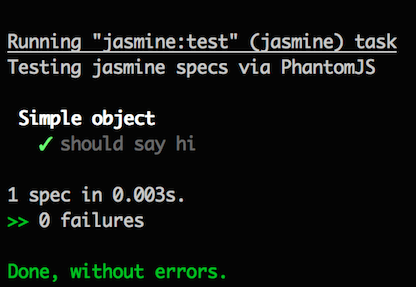 Running "jasmine:test" (jasmine) task
Testing jasmine specs via PhantomJS
Simple object
✓ should say hi
1 spec in 0.003s.
>> 0 failures
Done, without errors.